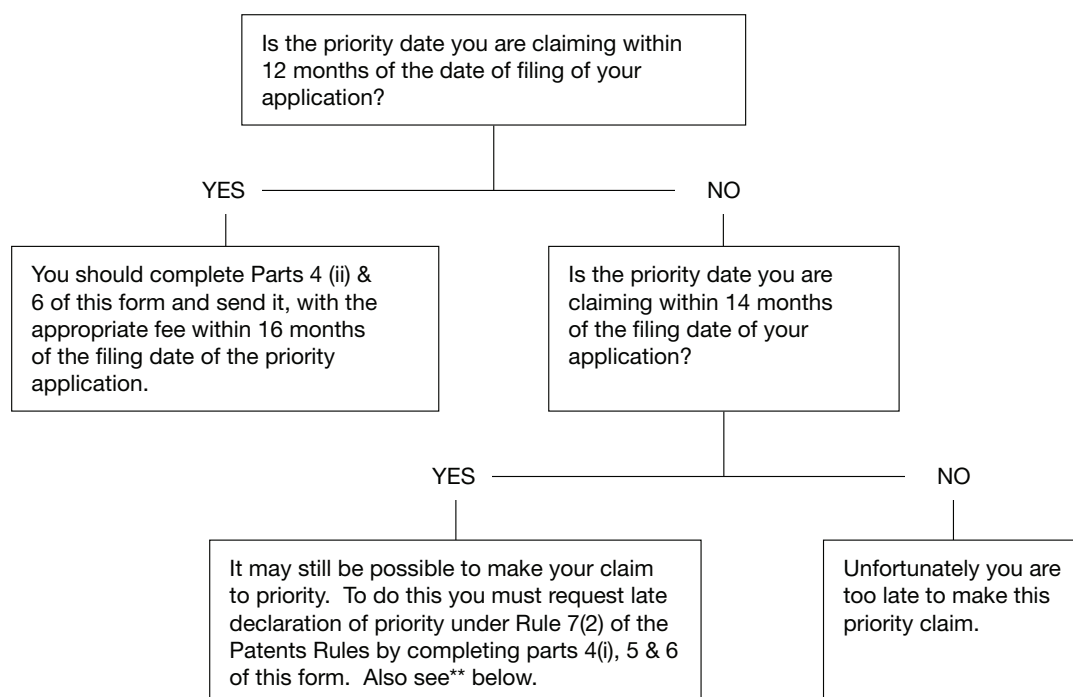 Is the priority date you are claiming within
12 months of the date of filing of your
application?
YES
NO
You should complete Parts 4 (ii) &
6 of this form and send it, with the
appropriate fee within 16 months
of the filing date of the priority
application.
Is the priority date you are
claiming within 14 months
of the filing date of your
application?
YES
NO
It may still be possible to make your claim
to priority.  To do this you must request late
declaration of priority under Rule 7(2) of the
Patents Rules by completing parts 4(i), 5 & 6
of this form.  Also see** below.
Unfortunately you are
too late to make this
priority claim.